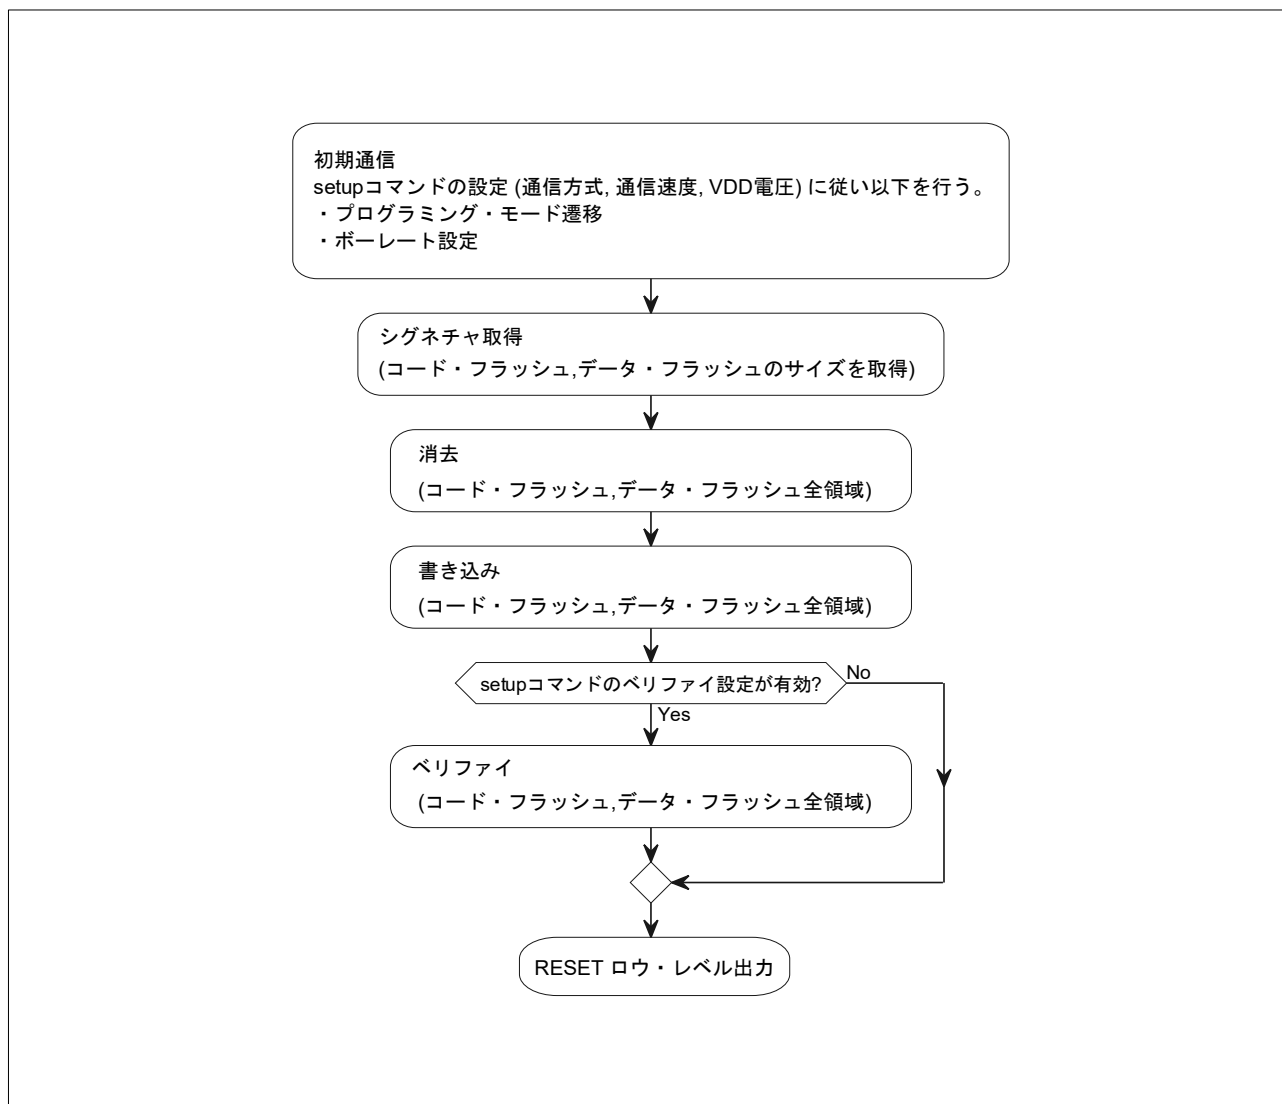 初期通信
setupコマンドの設定 (通信方式, 通信速度, VDD電圧) に従い以下を行う。
・プログラミング・モード遷移
・ボーレート設定
シグネチャ取得
(コード・フラッシュ,データ・フラッシュのサイズを取得)
消去
(コード・フラッシュ,データ・フラッシュ全領域)
書き込み
(コード・フラッシュ,データ・フラッシュ全領域)
setupコマンドのベリファイ設定が有効?
No
Yes
ベリファイ
(コード・フラッシュ,データ・フラッシュ全領域)
RESET ロウ・レベル出力